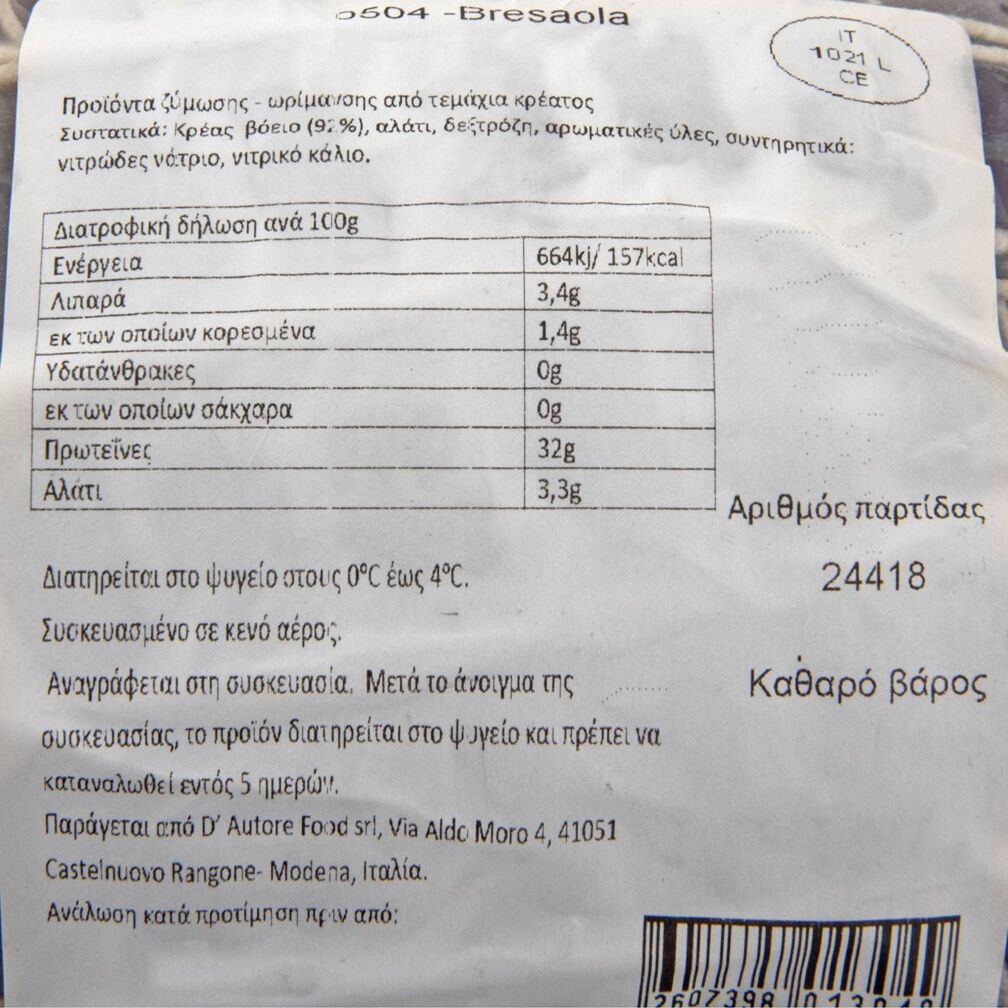 5504 -Bresaola
IT
1021 L
CE
Προϊόντα ζύμωσης - ωρίμανσης από τεμάχια κρέατος
Συστατικά: Κρέας βόειο (92%), αλάτι, δεξτρόζη, αρωματικές ύλες, συντηρητικά:
νιτρώδες νάτριο, νιτρικό κάλιο.
Διατροφική δήλωση ανά 100g
Ενέργεια 664kj/ 157kcal
Λιπαρά 3,4g
εκ των οποίων κορεσμένα 1,4g
Υδατάνθρακες 0g
εκ των οποίων σάκχαρα 0g
Πρωτεΐνες 32g
Αλάτι 3,3g
Αριθμός παρτίδας
24418
Διατηρείται στο ψυγείο στους 0°C έως 4°C.
Συσκευασμένο σε κενό αέρος.
Αναγράφεται στη συσκευασία. Μετά το άνοιγμα της
συσκευασίας, το προϊόν διατηρείται στο ψυγείο και πρέπει να
καταναλωθεί εντός 5 ημερών.
Καθαρό βάρος
Παράγεται από D' Autore Food srl, Via Aldo Moro 4, 41051
Castelnuovo Rangone- Modena, Ιταλία.
Ανάλωση κατά προτίμηση πριν από:
2607398